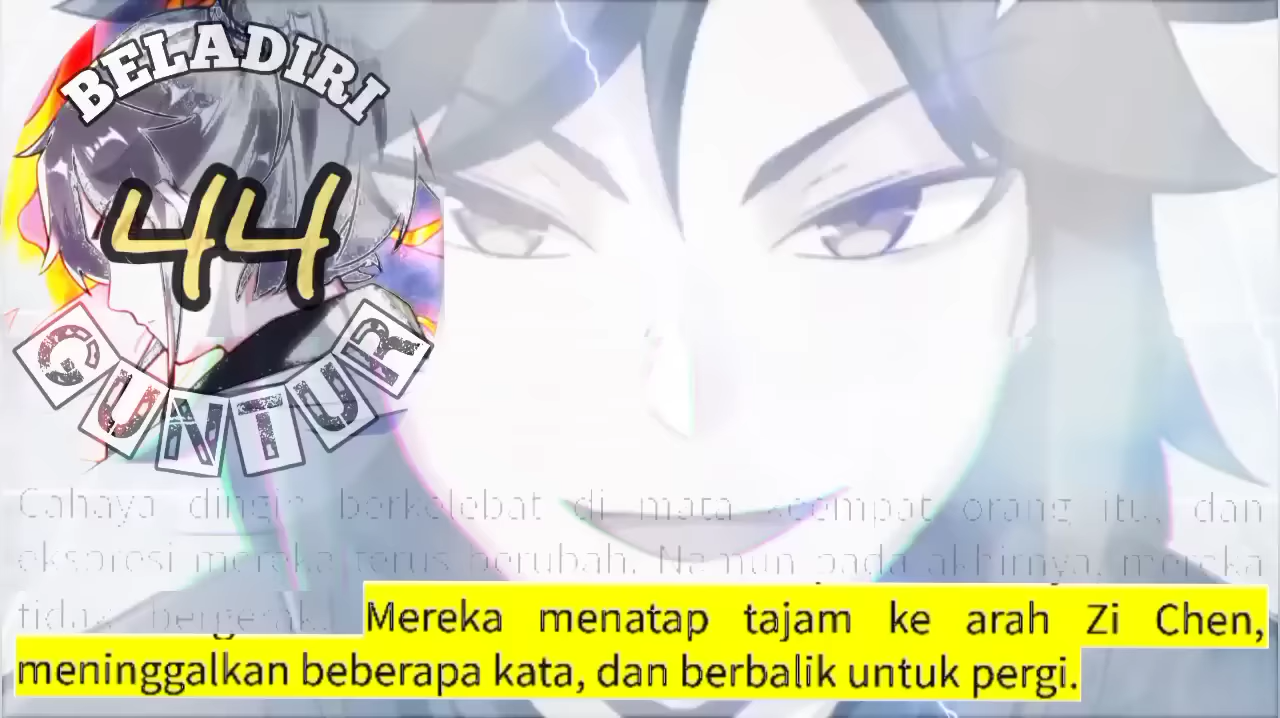 BELADIRI
44
GUNTUR
Cahaya dingin berkelebat di mata keempat orang itu, dan
ekspresi mereka terus berubah. Namun pada akhirnya, mereka
tidak bergerak. Mereka menatap tajam ke arah Zi Chen,
meninggalkan beberapa kata, dan berbalik untuk pergi.